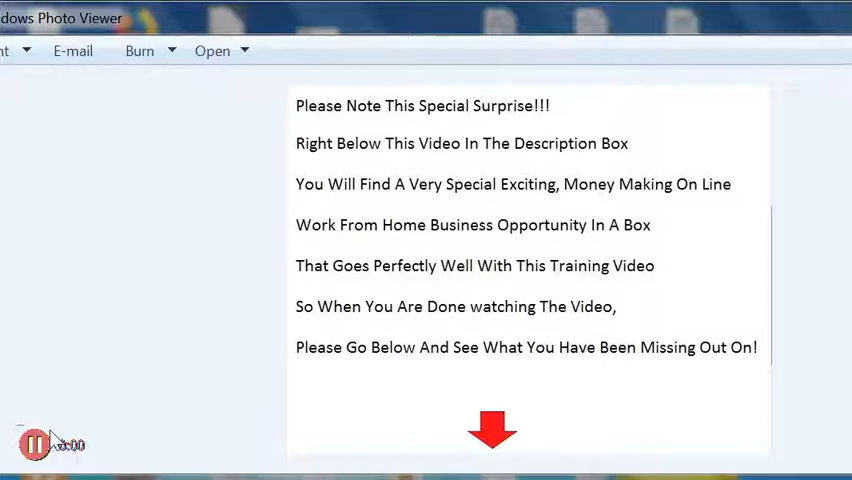 dows Photo Viewer
nt E-mail Burn Open
Please Note This Special Surprise!!!
Right Below This Video In The Description Box
You Will Find A Very Special Exciting, Money Making On Line
Work From Home Business Opportunity In A Box
That Goes Perfectly Well With This Training Video
So When You Are Done watching The Video,
Please Go Below And See What You Have Been Missing Out On!